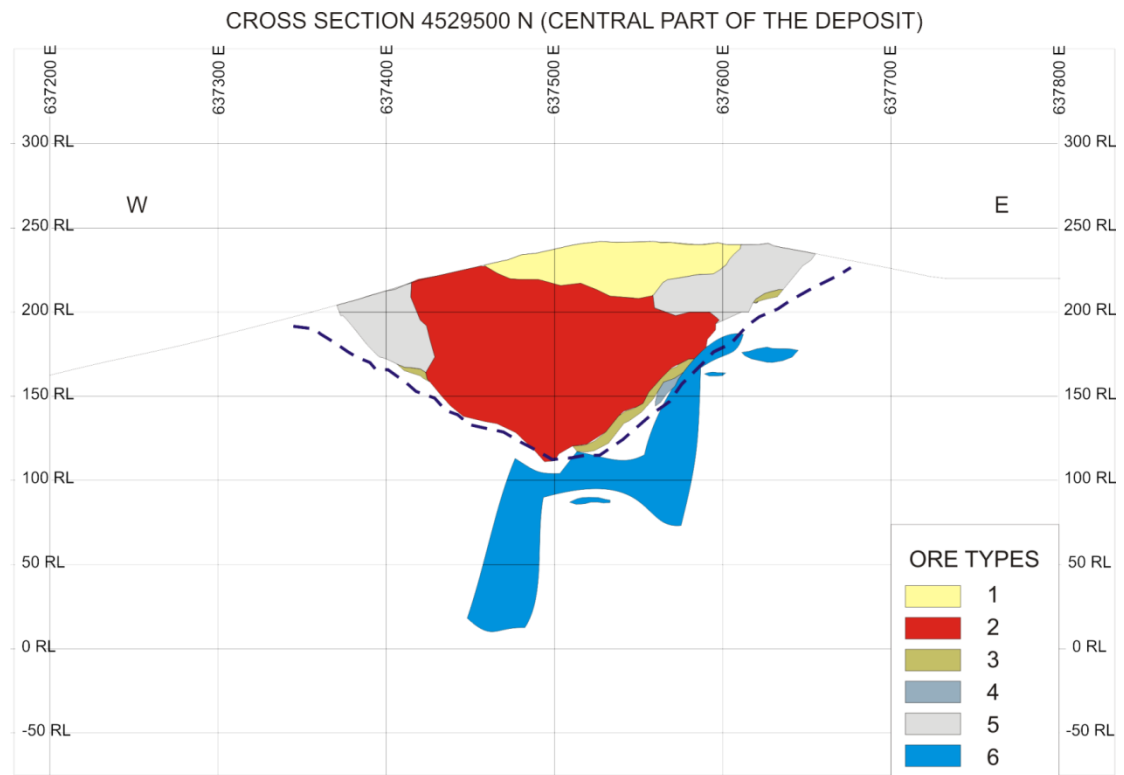 CROSS SECTION 4529500 N (CENTRAL PART OF THE DEPOSIT)
637200 E
637300 E
637400 E
637500 E
637600 E
637700 E
637800 E
300 RL
300 RL
W
E
250 RL
250 RL
200 RL
200 RL
150 RL
150 RL
100 RL
100 RL
50 RL
50 RL
0 RL
0 RL
-50 RL
-50 RL
ORE TYPES
1
2
3
4
5
6